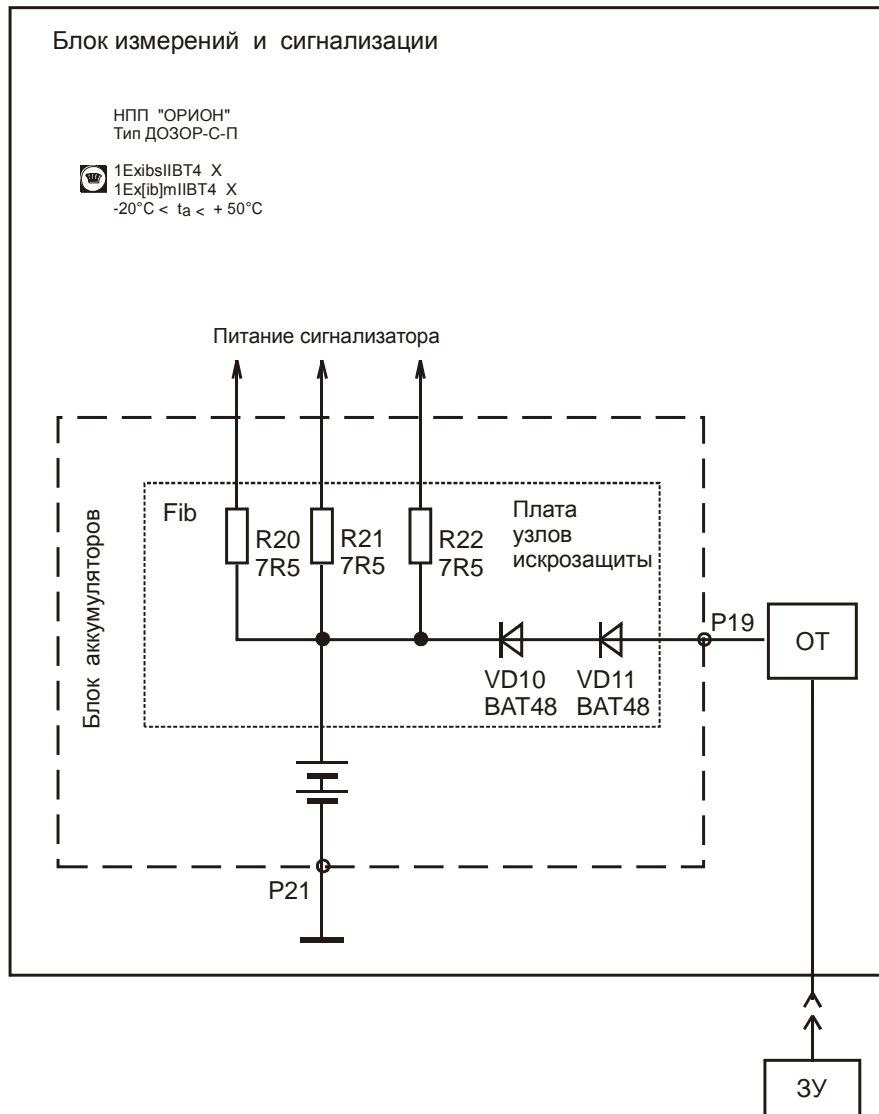 Блок измерений и сигнализации
НПП "ОРИОН"
Тип ДОЗОР-С-П
1ExibsIIBT4 X
1Ex[ib]mIIBT4 X
-20°C < ta < + 50°C
Питание сигнализатора
Блок аккумуляторов
Fib
R20
7R5
R21
7R5
R22
7R5
Плата
узлов
искрозащиты
VD10
BAT48
VD11
BAT48
P19
ОТ
P21
ЗУ